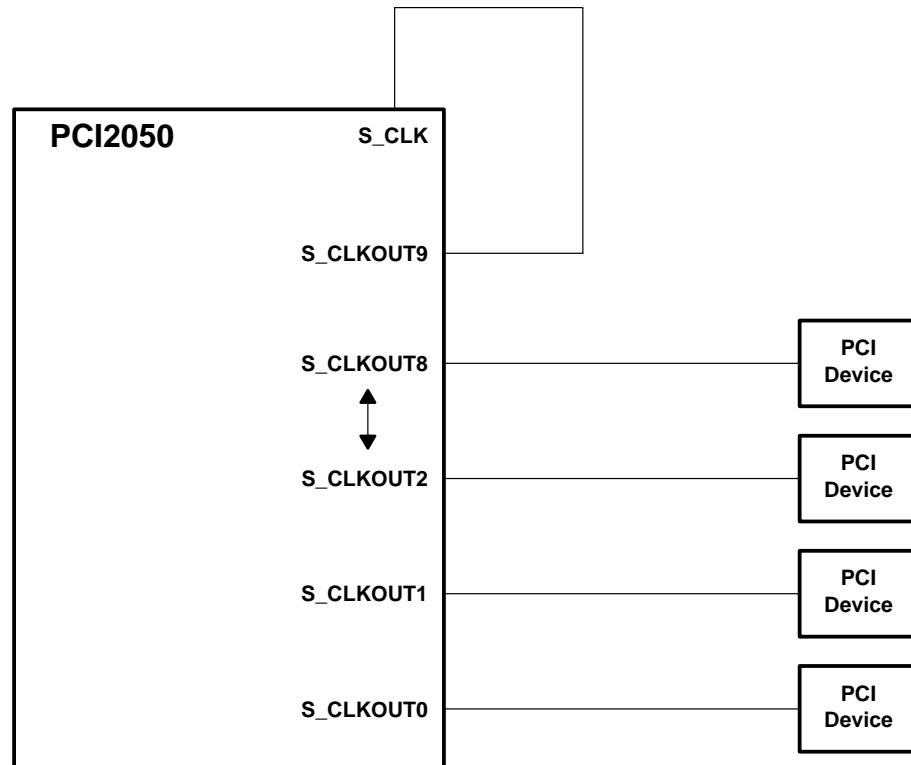 PCI2050
S_CLK
S_CLKOUT9
S_CLKOUT8
PCI
Device
S_CLKOUT2
PCI
Device
S_CLKOUT1
PCI
Device
S_CLKOUT0
PCI
Device